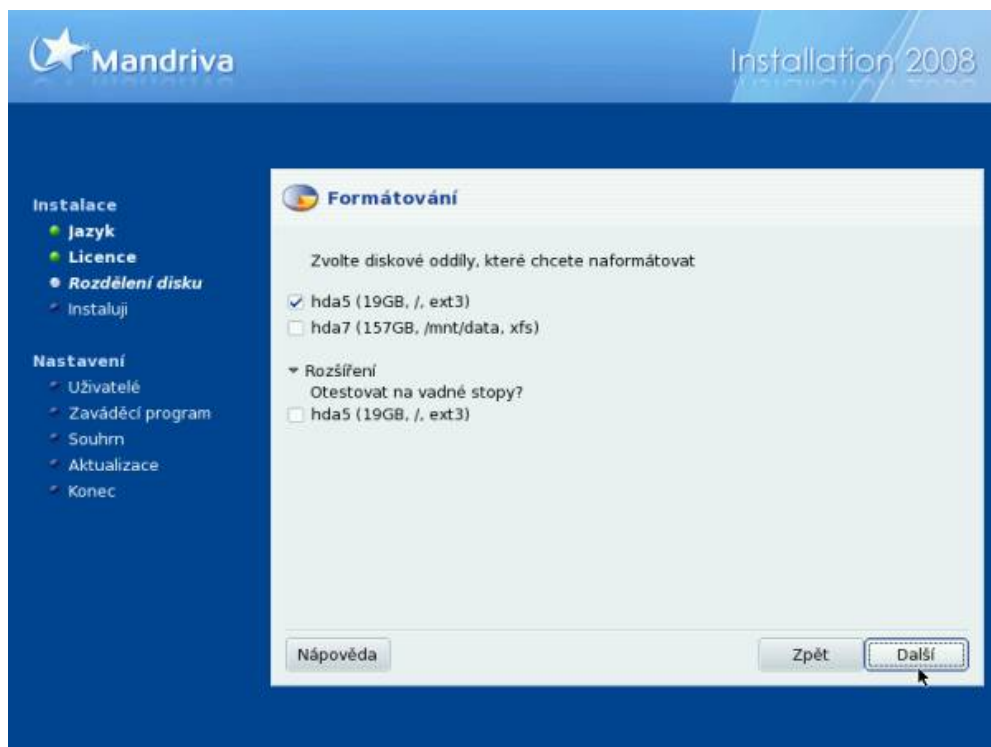 Mandriva
Installation 2008
Instalace
Jazyk
Licence
Rozdělení disku
Instaluji
Nastavení
Uživatelé
Zaváděcí program
Souhrn
Aktualizace
Konec
Formátování
Zvolte diskové oddíly, které chcete naformátovat
hda5 (19GB, /, ext3)
hda7 (157GB, /mnt/data, xfs)
Rozšíření
Otestovat na vadné stopy?
hda5 (19GB, /, ext3)
Nápověda
Zpět
Další